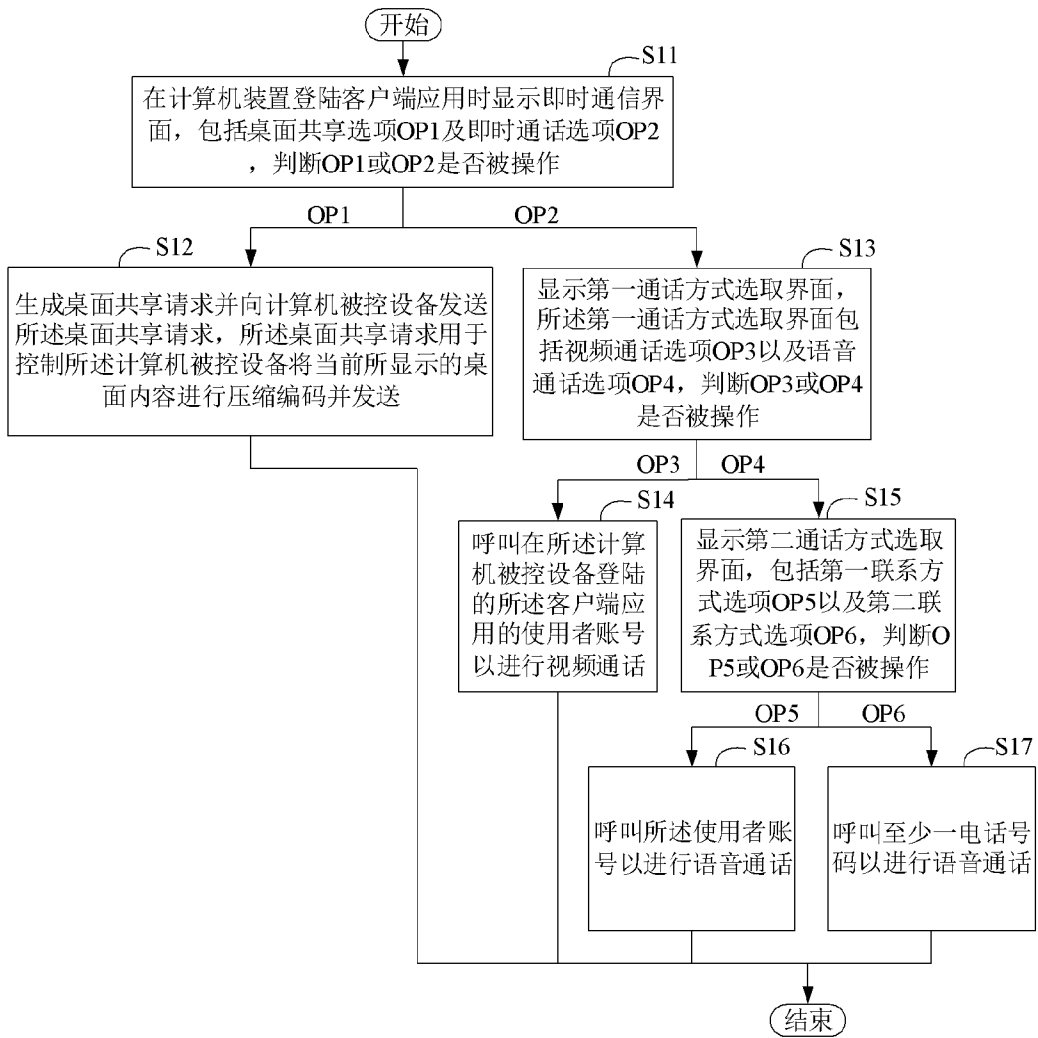 开始
S11
在计算机装置登陆客户端应用时显示即时通信界
面，包括桌面共享选项OP1及即时通话选项OP2
，判断OP1或OP2是否被操作
OP1
OP2
S12
生成桌面共享请求并向计算机被控设备发送
所述桌面共享请求，所述桌面共享请求用于
控制所述计算机被控设备将当前所显示的桌
面内容进行压缩编码并发送
S13
显示第一通话方式选取界面，
所述第一通话方式选取界面包
括视频通话选项OP3以及语音
通话选项OP4，判断OP3或OP4
是否被操作
OP3
OP4
S14
呼叫在所述计算
机被控设备登陆
的所述客户端应
用的使用者账号
以进行视频通话
S15
显示第二通话方式选取
界面，包括第一联系方
式选项OP5以及第二联
系方式选项OP6，判断O
P5或OP6是否被操作
OP5
OP6
S16
呼叫所述使用者账
号以进行语音通话
S17
呼叫至少一电话号
码以进行语音通话
结束